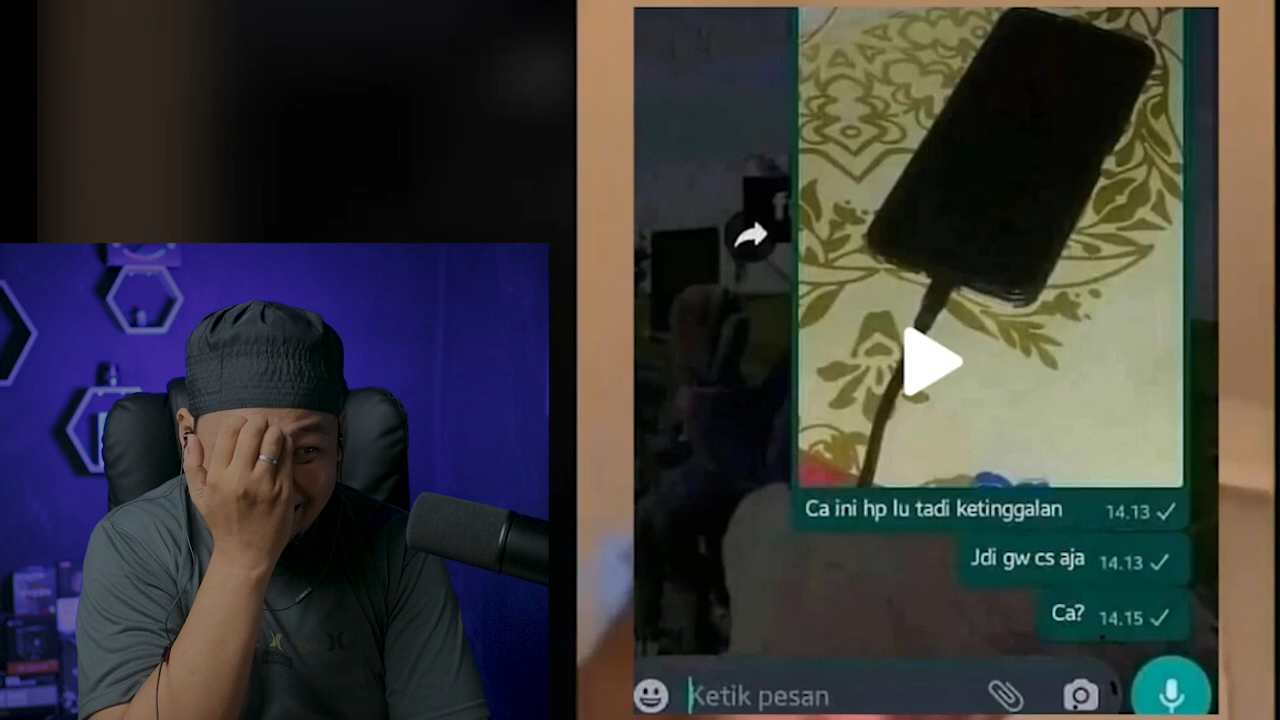 Ca ini hp lu tadi ketinggalan 14.13
Jdi gw cs aja 14.13
Ca? 14.15
Ketik pesan